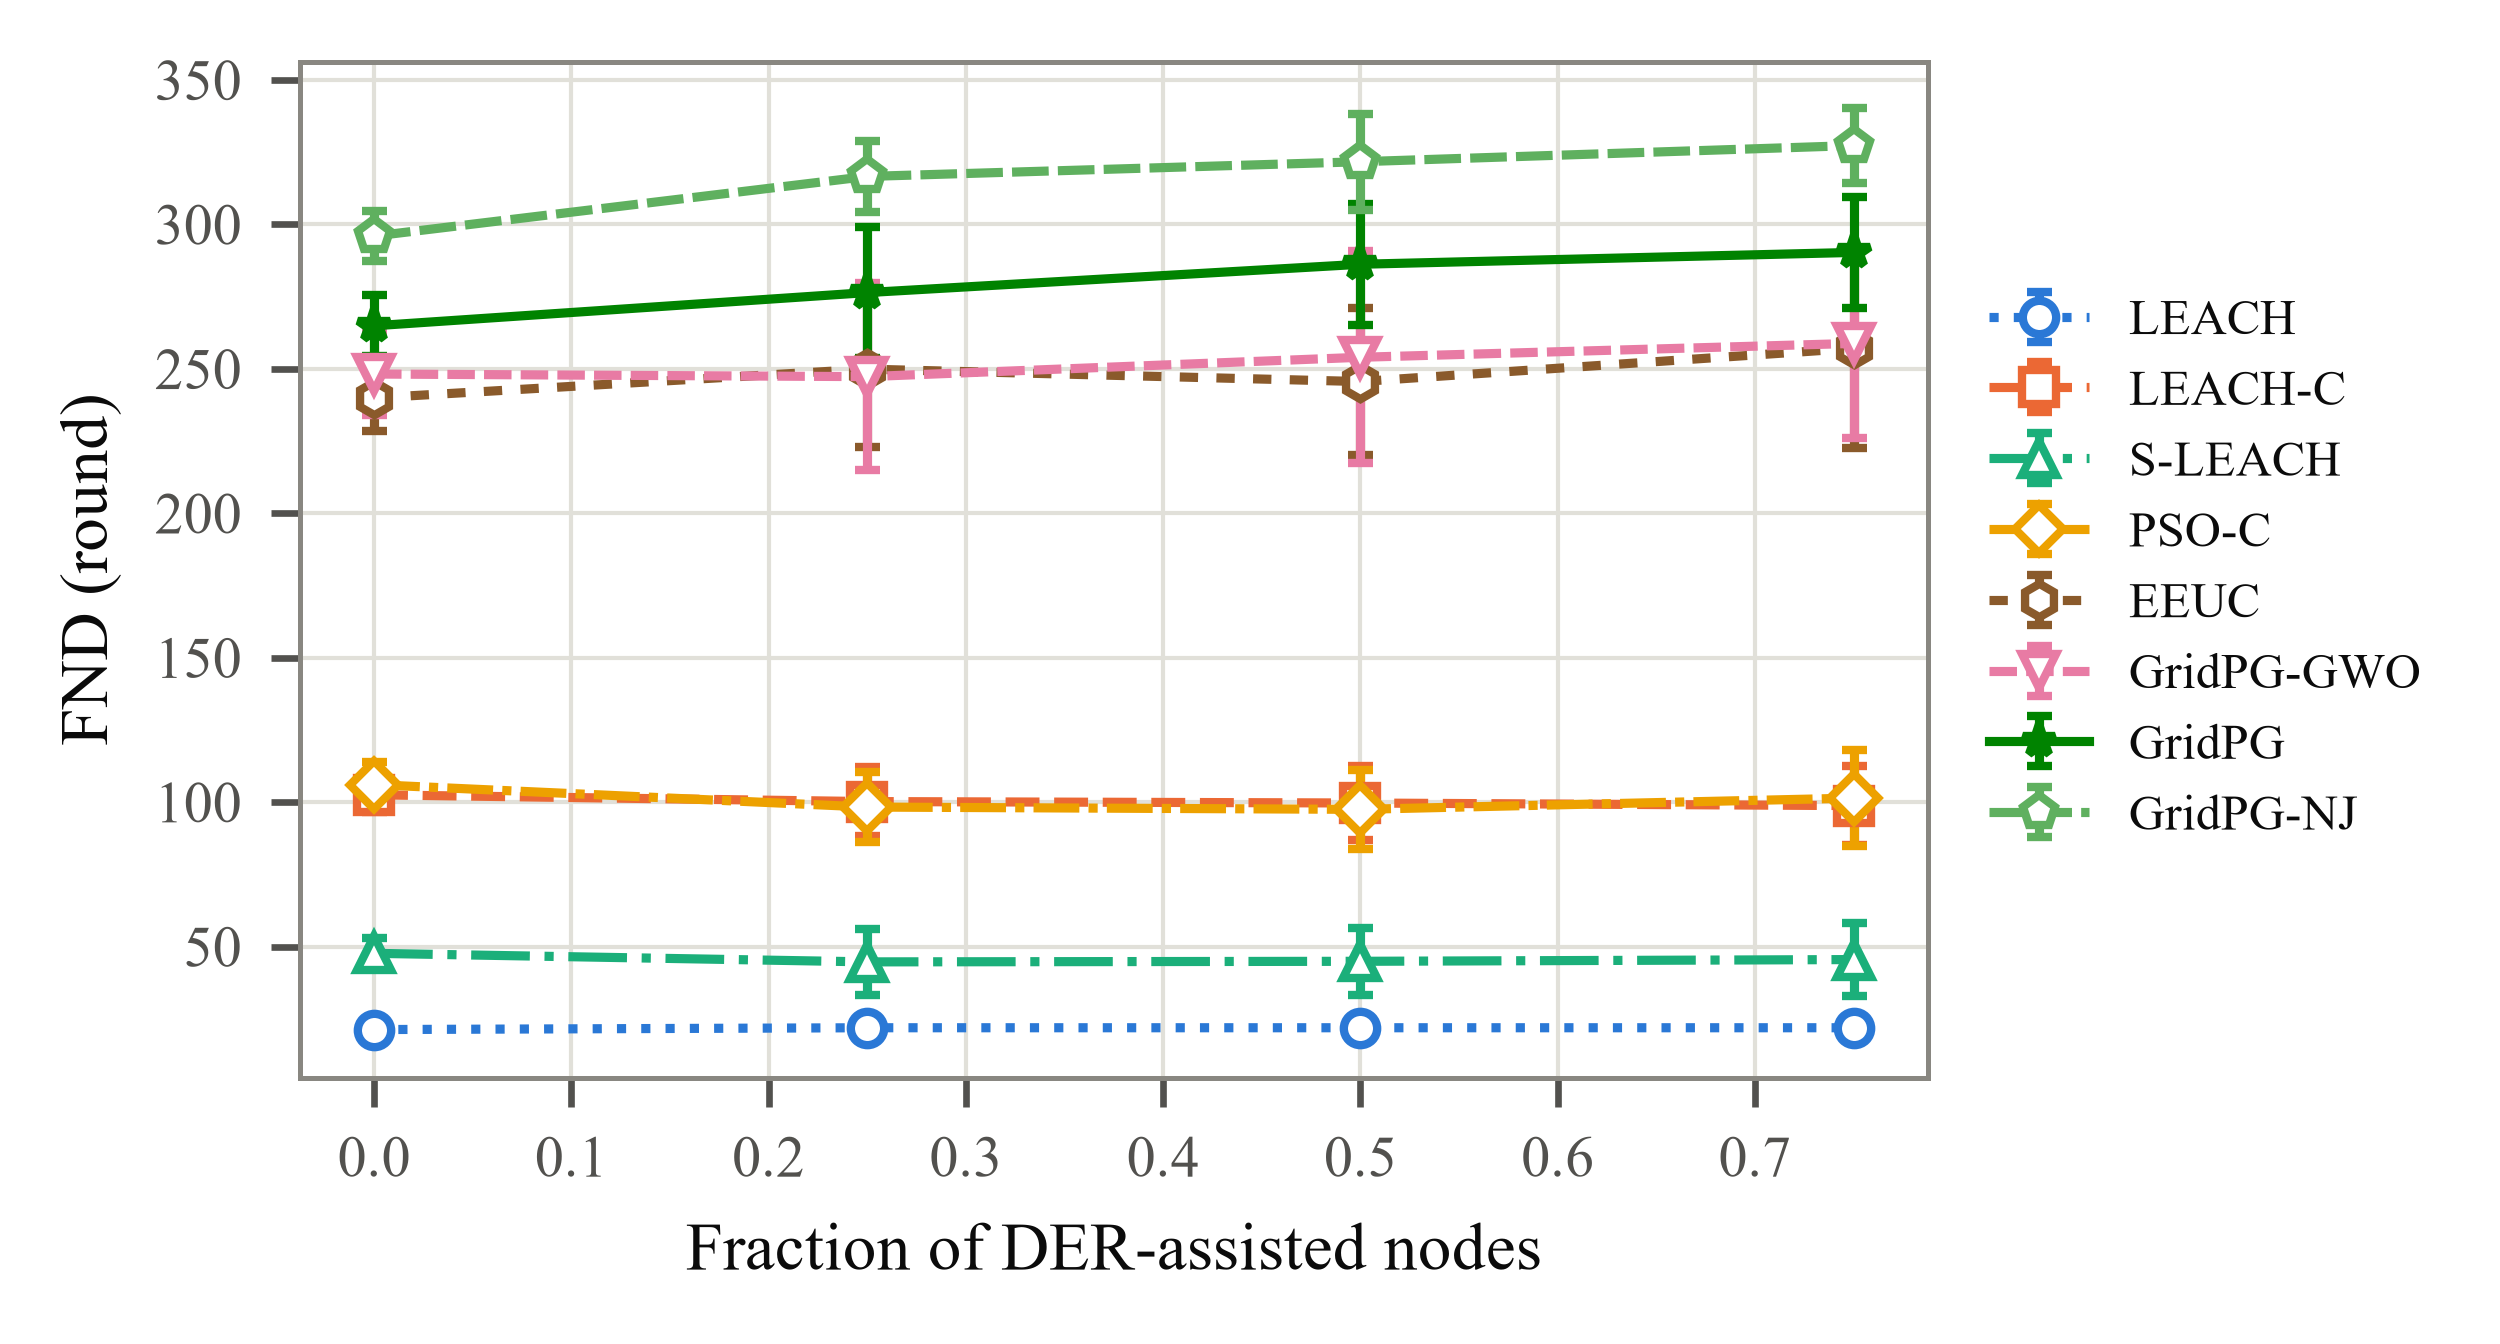 350
300
250
200
150
100
50
FND (round)
0.0 0.1 0.2 0.3 0.4 0.5 0.6 0.7
Fraction of DER-assisted nodes
LEACH
LEACH-C
S-LEACH
PSO-C
EEUC
GridPG-GWO
GridPG
GridPG-NJ